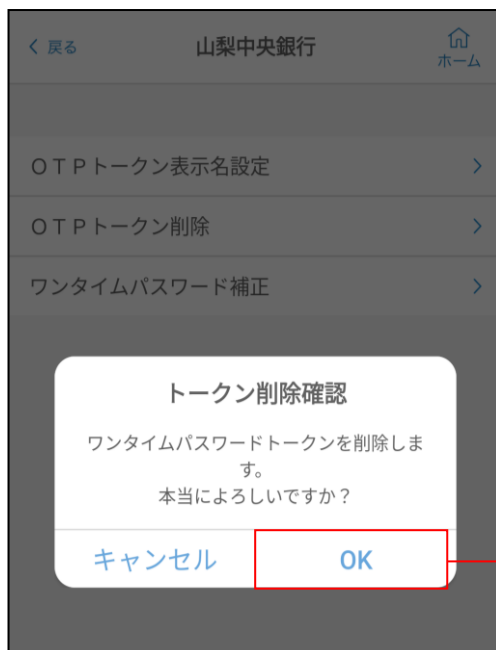 戻る
山梨中央銀行
ホーム
ＯＴＰトークン表示名設定
ＯＴＰトークン削除
ワンタイムパスワード補正
トークン削除確認
ワンタイムパスワードトークンを削除しま
す。
本当によろしいですか？
キャンセル
OK